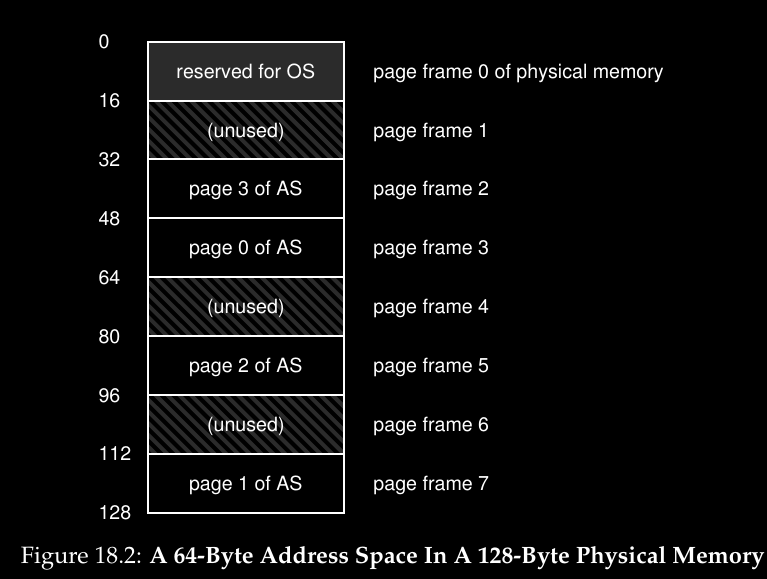 0
reserved for OS page frame 0 of physical memory
16
(unused) page frame 1
32
page 3 of AS page frame 2
48
page 0 of AS page frame 3
64
(unused) page frame 4
80
page 2 of AS page frame 5
96
(unused) page frame 6
112
page 1 of AS page frame 7
128
Figure 18.2: A 64-Byte Address Space In A 128-Byte Physical Memory